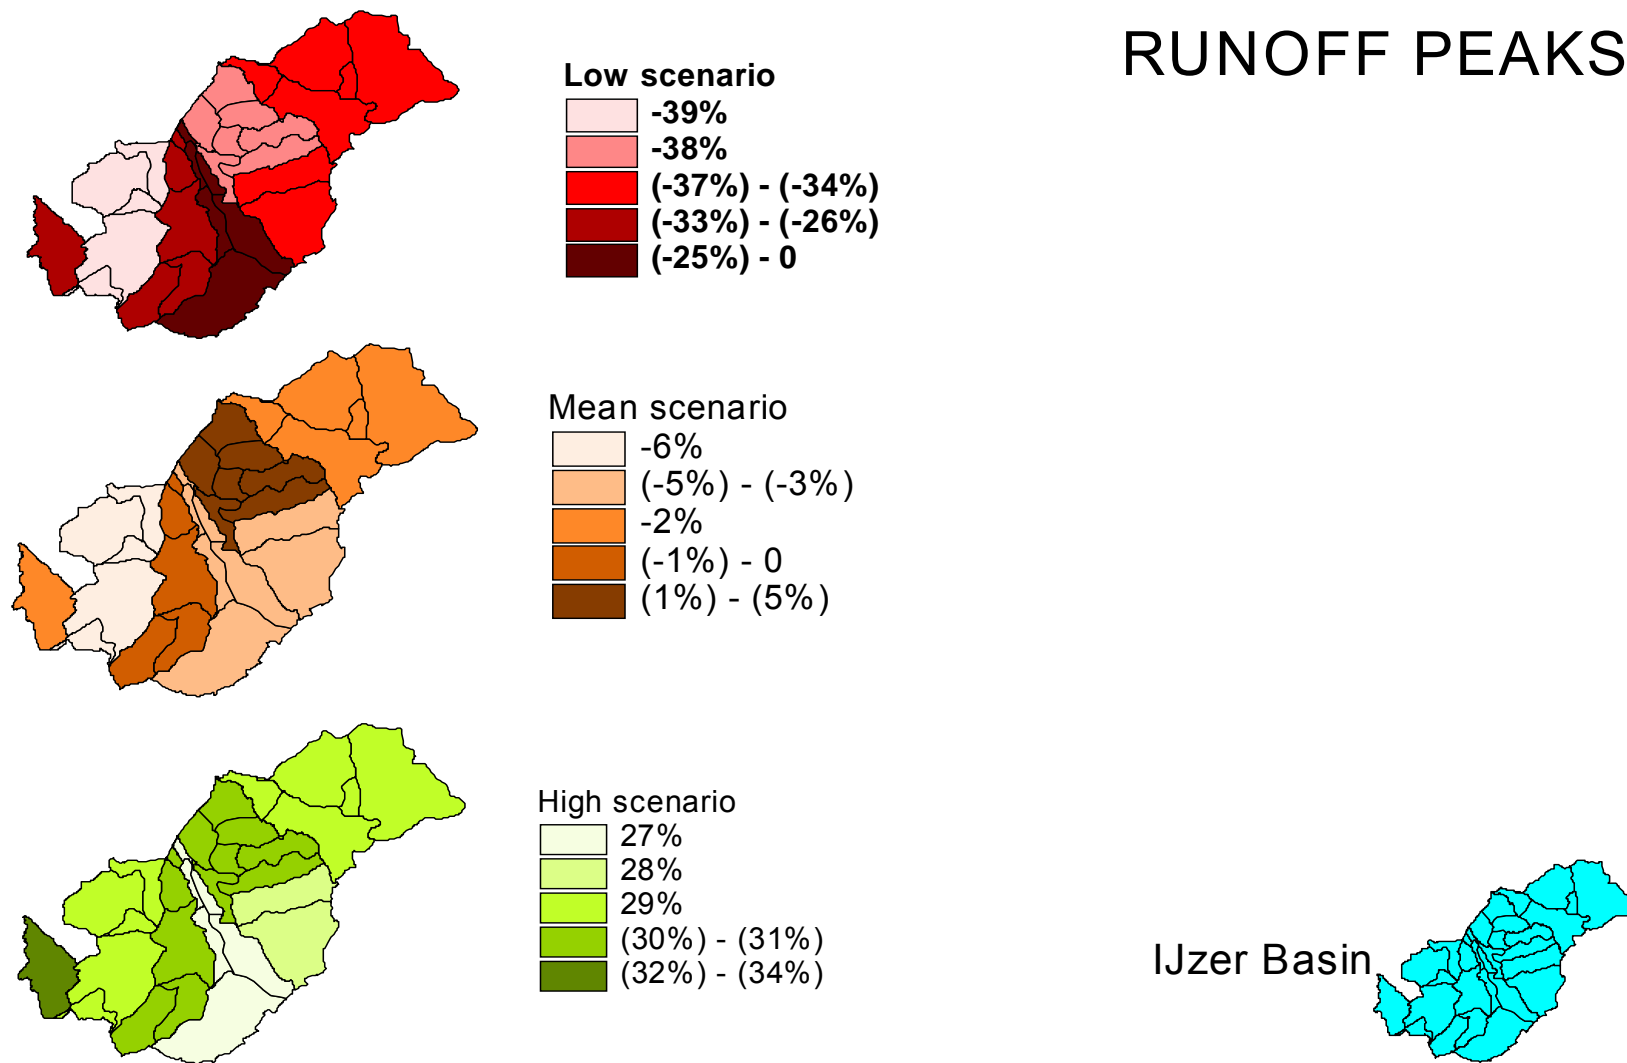 RUNOFF PEAKS
Low scenario
-39%
-38%
(-37%) - (-34%)
(-33%) - (-26%)
(-25%) - 0
Mean scenario
-6%
(-5%) - (-3%)
-2%
(-1%) - 0
(1%) - (5%)
High scenario
27%
28%
29%
(30%) - (31%)
(32%) - (34%)
IJzer Basin